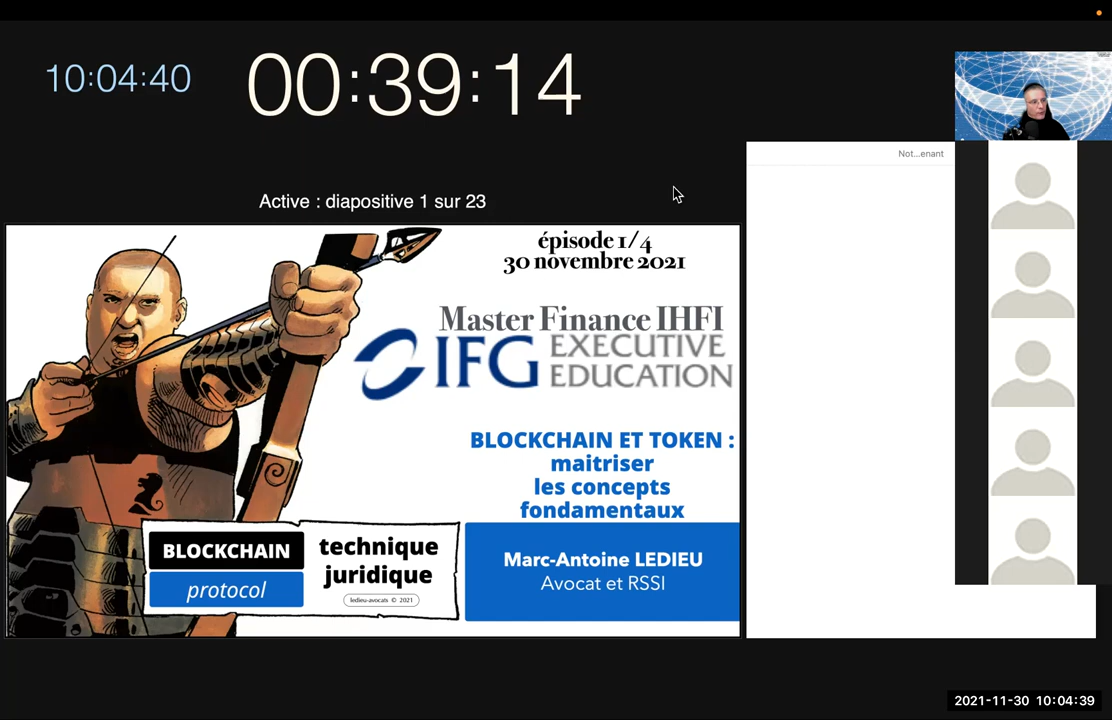 10:04:40
00:39:14
Not...enant
Active : diapositive 1 sur 23
épisode 1/4
30 novembre 2021
Master Finance IHFI
IFG EXECUTIVE
EDUCATION
BLOCKCHAIN ET TOKEN :
maitriser
les concepts
fondamentaux
BLOCKCHAIN
protocol
technique
juridique
ledieu-avocats © 2021
Marc-Antoine LEDIEU
Avocat et RSSI
2021-11-30 10:04:39